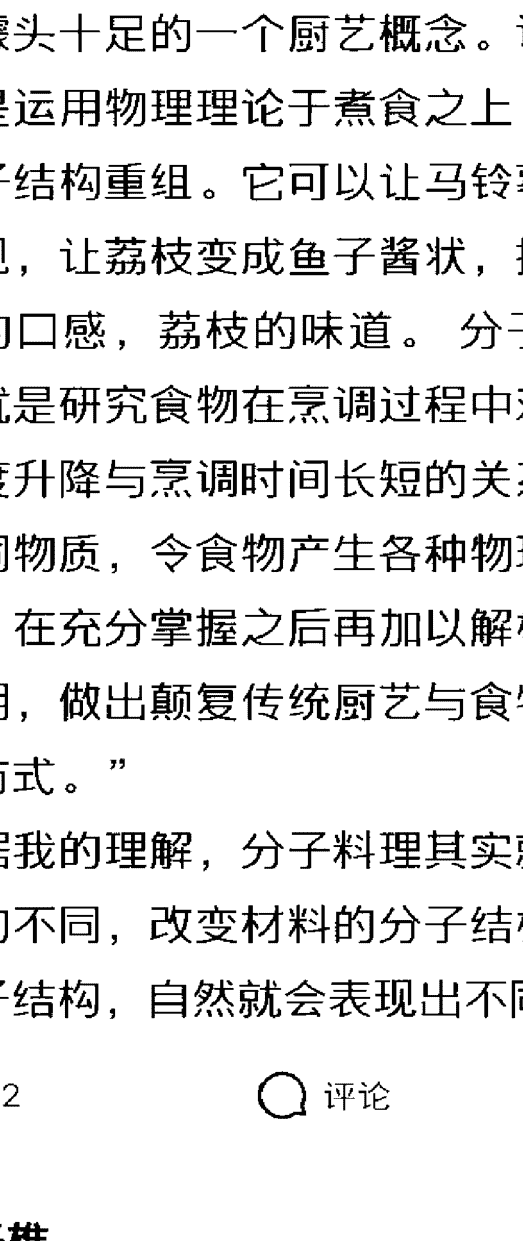 头十足的一个厨艺概念。
是运用物理理论于煮食之上
子结构重组。它可以让马铃
,让荔枝变成鱼子酱状,
的口感,荔枝的味道。 分子
就是研究食物在烹调过程中
度升降与烹调时间长短的关
同物质,令食物产生各种物
在充分掌握之后再加以解
,做出颠复传统厨艺与食
方式。”
据我的理解,分子料理其实
的不同,改变材料的分子结
子结构,自然就会表现出不同
2
评论